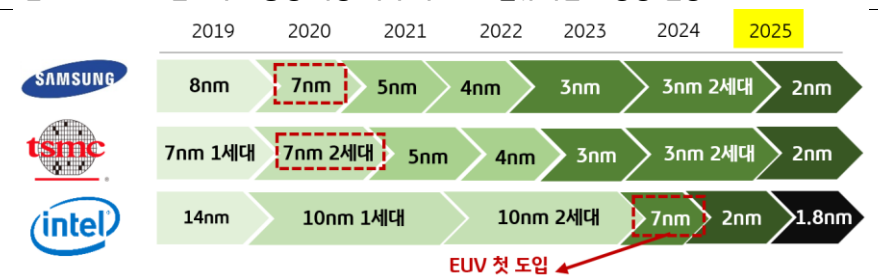 2019 2020 2021 2022 2023 2024 2025
SAMSUNG 8nm 7nm 5nm 4nm 3nm 3nm 2세대 2nm
tsmc 7nm 1세대 7nm 2세대 5nm 4nm 3nm 3nm 2세대 2nm
intel 14nm 10nm 1세대 10nm 2세대 7nm 2nm 1.8nm
EUV 첫 도입